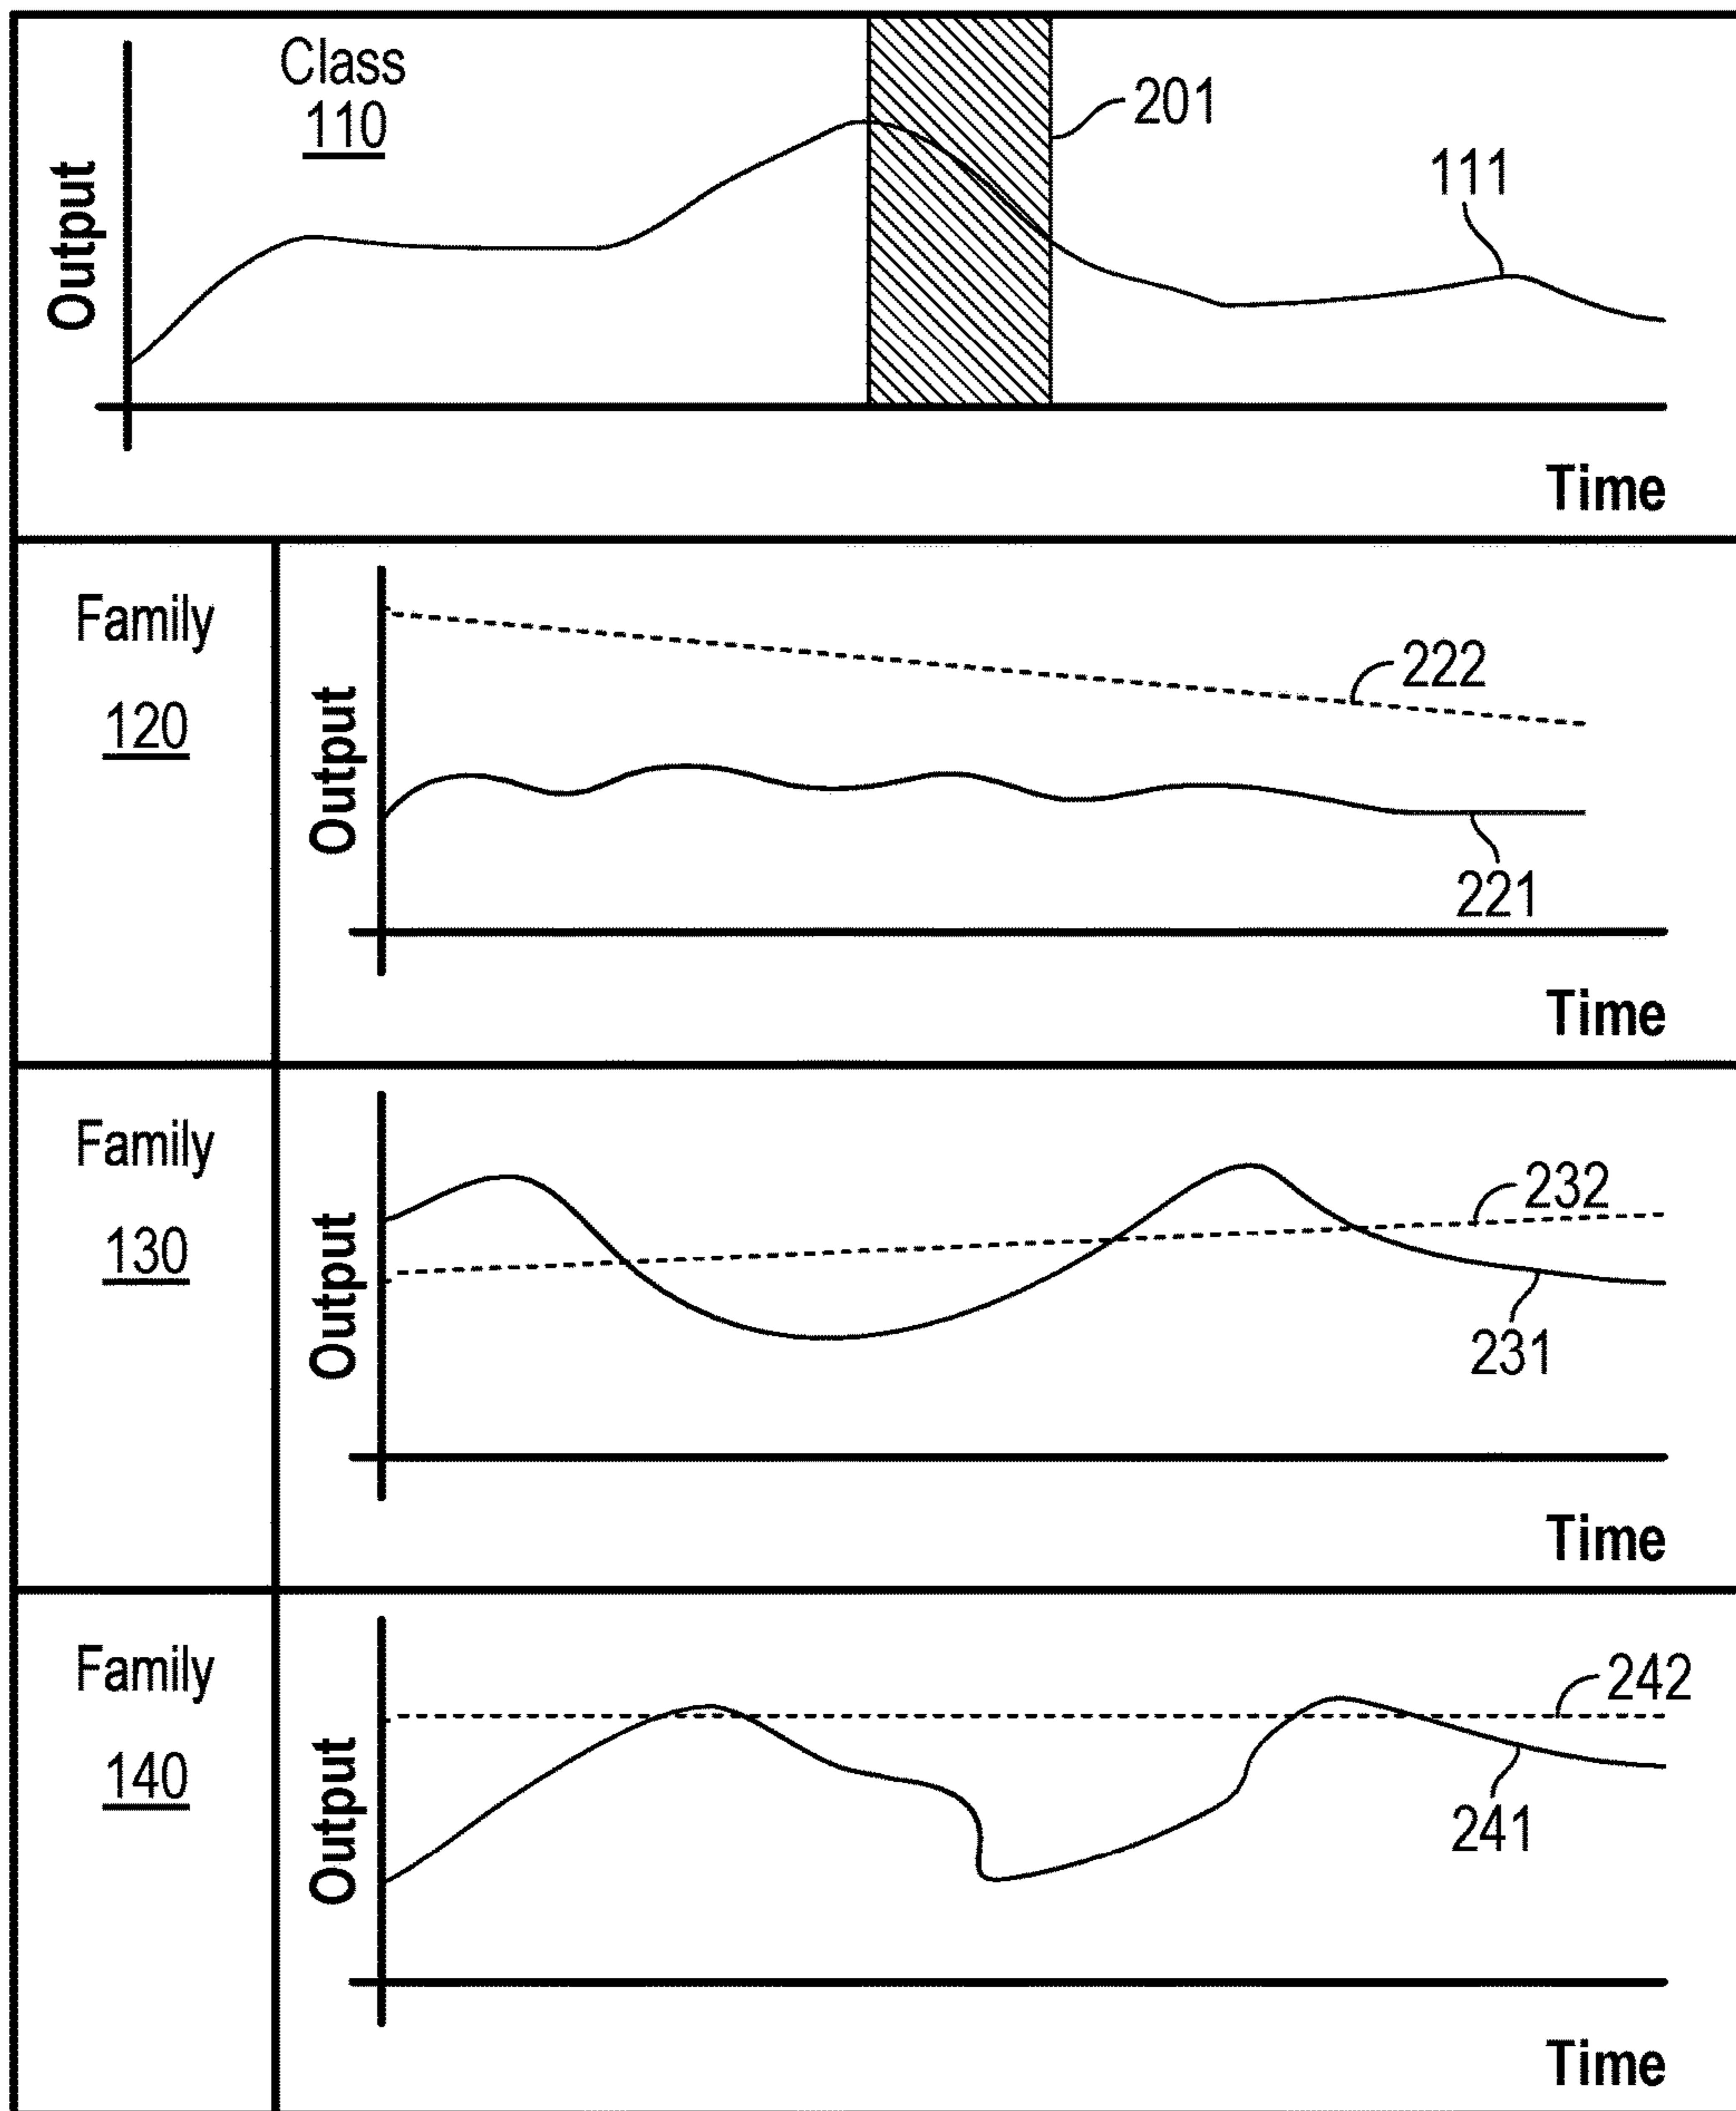 Class
110
201
111
Output
Time
Family
120
Output
222
221
Time
Family
130
Output
232
231
Time
Family
140
Output
242
241
Time